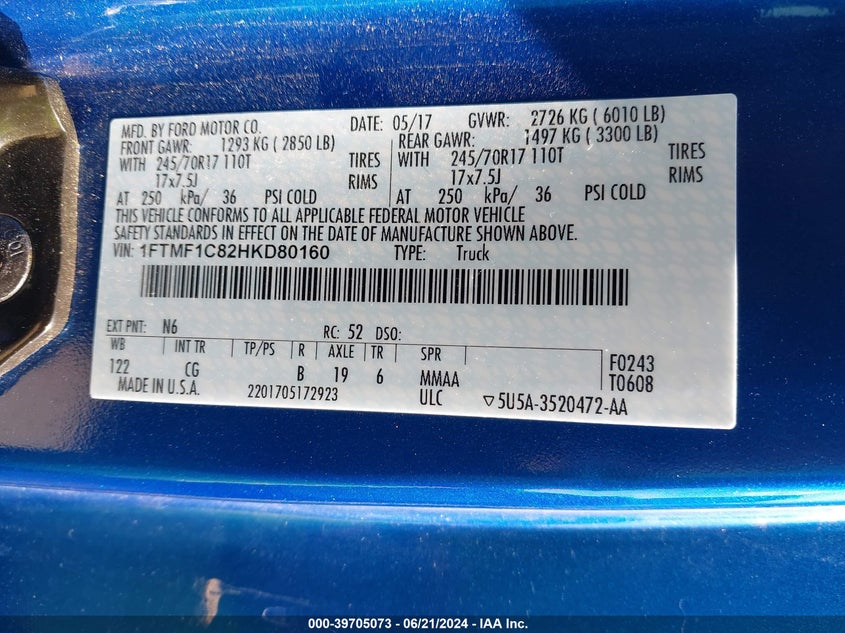 MFD. BY FORD MOTOR CO. DATE: 05/17 GVWR: 2726 KG ( 6010 LB)
FRONT GAWR: 1293 KG ( 2850 LB) REAR GAWR: 1497 KG ( 3300 LB)
WITH 245/70R17 110T TIRES WITH 245/70R17 110T TIRES
17x7.5J RIMS 17x7.5J RIMS
AT 250 kPa/ 36 PSI COLD AT 250 kPa/ 36 PSI COLD
THIS VEHICLE CONFORMS TO ALL APPLICABLE FEDERAL MOTOR VEHICLE
SAFETY STANDARDS IN EFFECT ON THE DATE OF MANUFACTURE SHOWN ABOVE.
VIN: 1FTMF1C82HKD80160 TYPE: Truck
EXT PNT: N6 RC: 52 DSO:
WB INT TR TP/PS R AXLE TR SPR F0243
122 CG B 19 6 MMAA T0608
MADE IN U.S.A. 2201705172923 ULC ▽5U5A-3520472-AA
000-39705073 - 06/21/2024 - IAA Inc.